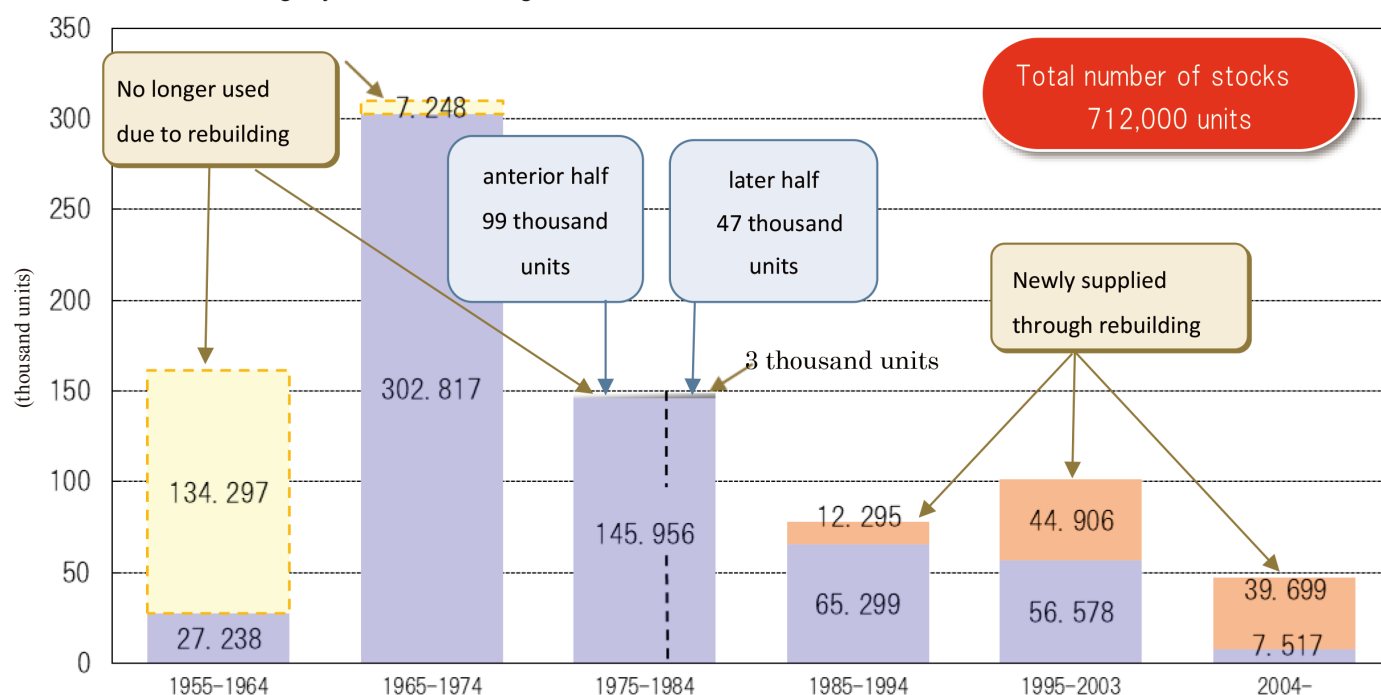 350
300
250
200
150
100
50
0
(thousand units)
No longer used
due to rebuilding
Total number of stocks
712,000 units
7. 248
anterior half
99 thousand
units
later half
47 thousand
units
Newly supplied
through rebuilding
3 thousand units
302. 817
134. 297
27. 238
145. 956
12. 295
65. 299
44. 906
56. 578
39. 699
7. 517
1955-1964
1965-1974
1975-1984
1985-1994
1995-2003
2004-